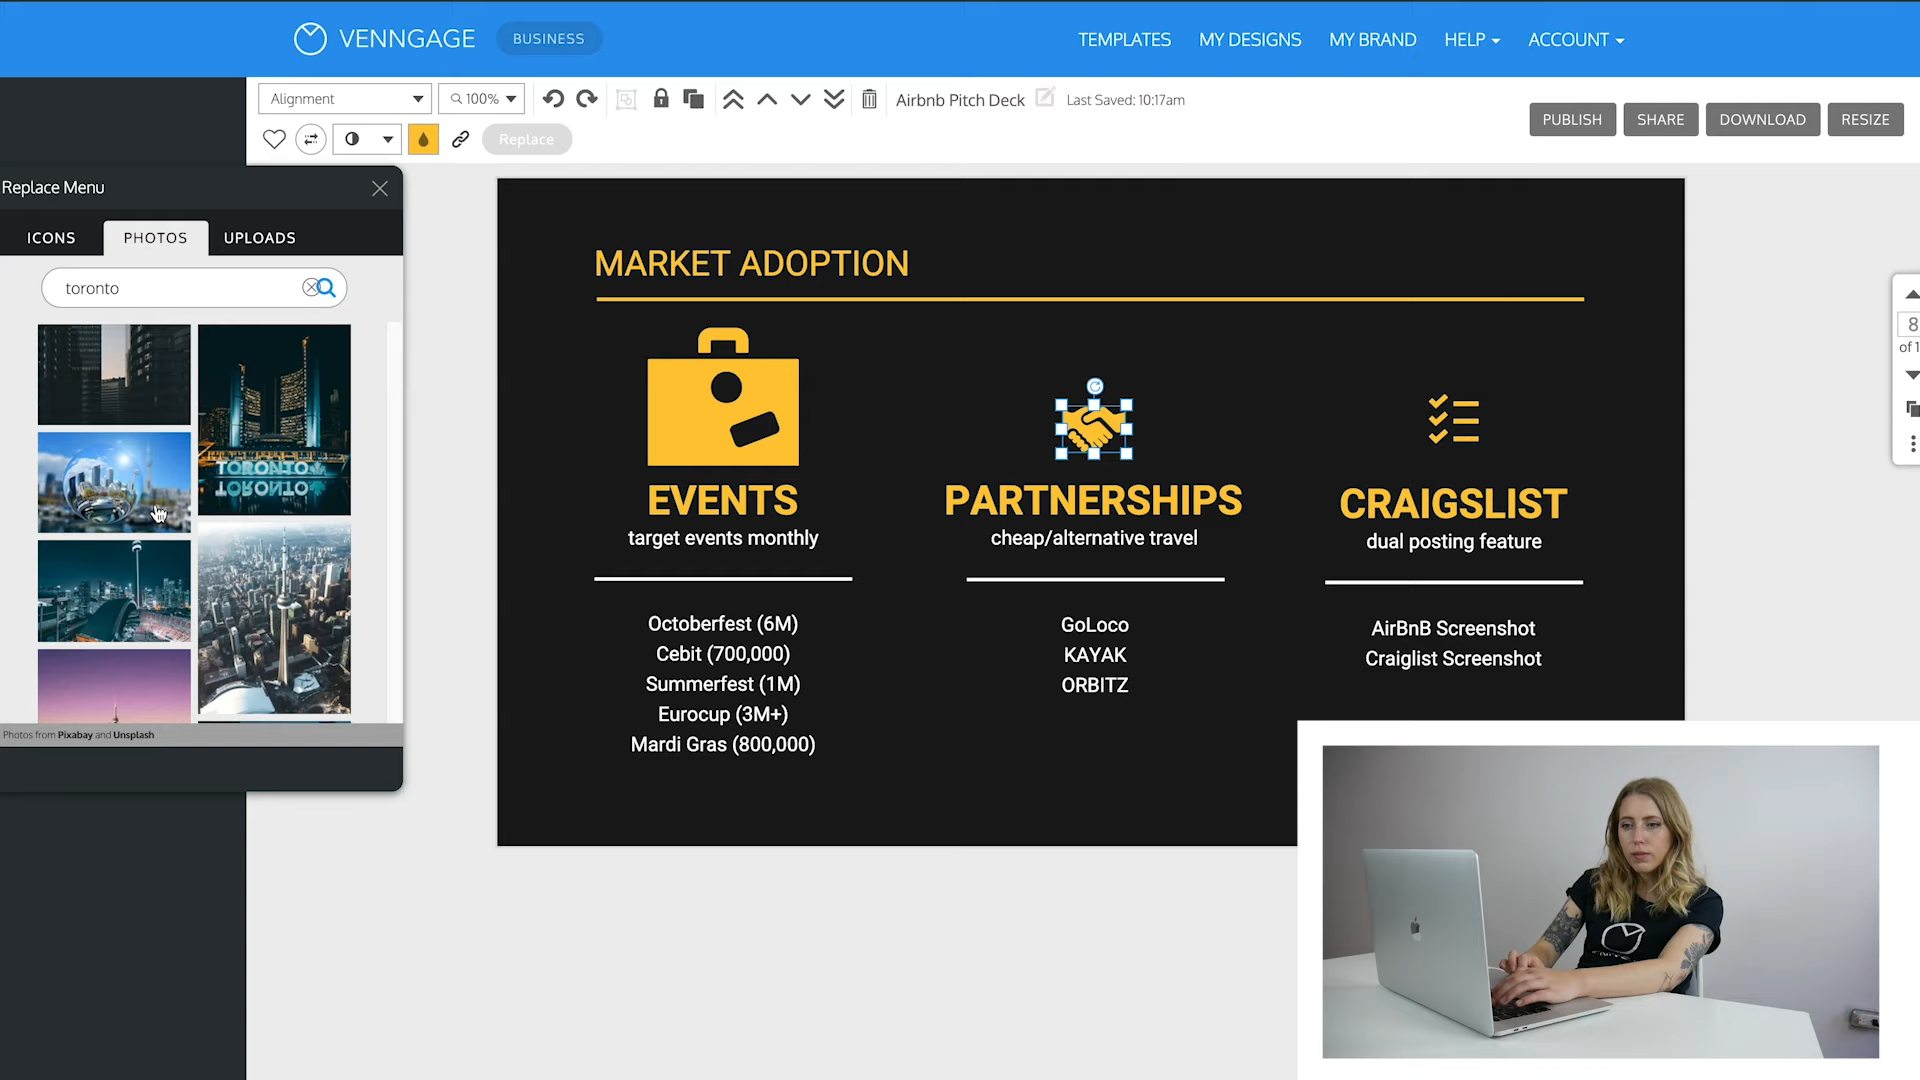 VENNGAGE
BUSINESS
TEMPLATES
MY DESIGNS
MY BRAND
HELP
ACCOUNT
Alignment
100%
Airbnb Pitch Deck
Last Saved: 10:17am
PUBLISH
SHARE
DOWNLOAD
RESIZE
Replace
Replace Menu
ICONS
PHOTOS
UPLOADS
toronto
TORONTO
Photos from Pixabay and Unsplash
MARKET ADOPTION
EVENTS
target events monthly
Octoberfest (6M)
Cebit (700,000)
Summerfest (1M)
Eurocup (3M+)
Mardi Gras (800,000)
PARTNERSHIPS
cheap/alternative travel
GoLoco
KAYAK
ORBITZ
CRAIGSLIST
dual posting feature
AirBnB Screenshot
Craiglist Screenshot
8
of 1